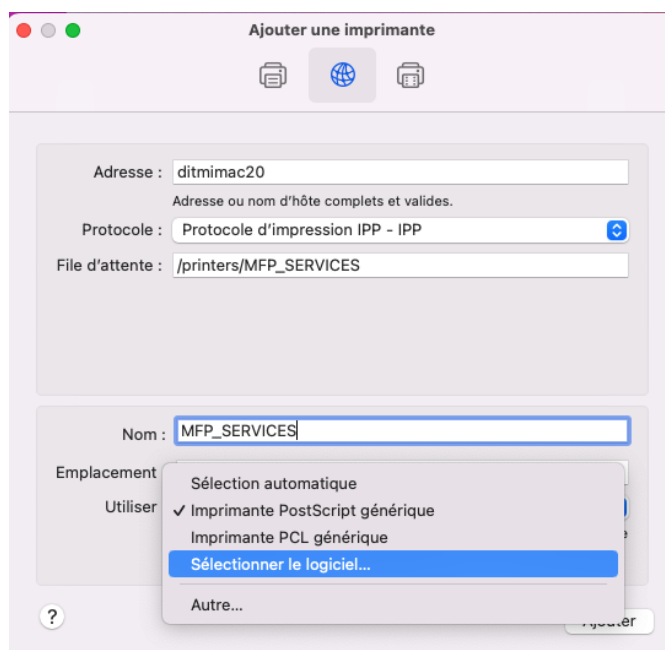 Ajouter une imprimante
Adresse : ditmimac20
Adresse ou nom d'hôte complets et valides.
Protocole : Protocole d'impression IPP - IPP
File d'attente : /printers/MFP_SERVICES
Nom : MFP_SERVICES
Emplacement
Sélection automatique
Utiliser ✓ Imprimante PostScript générique
Imprimante PCL générique
Sélectionner le logiciel...
Autre...
?